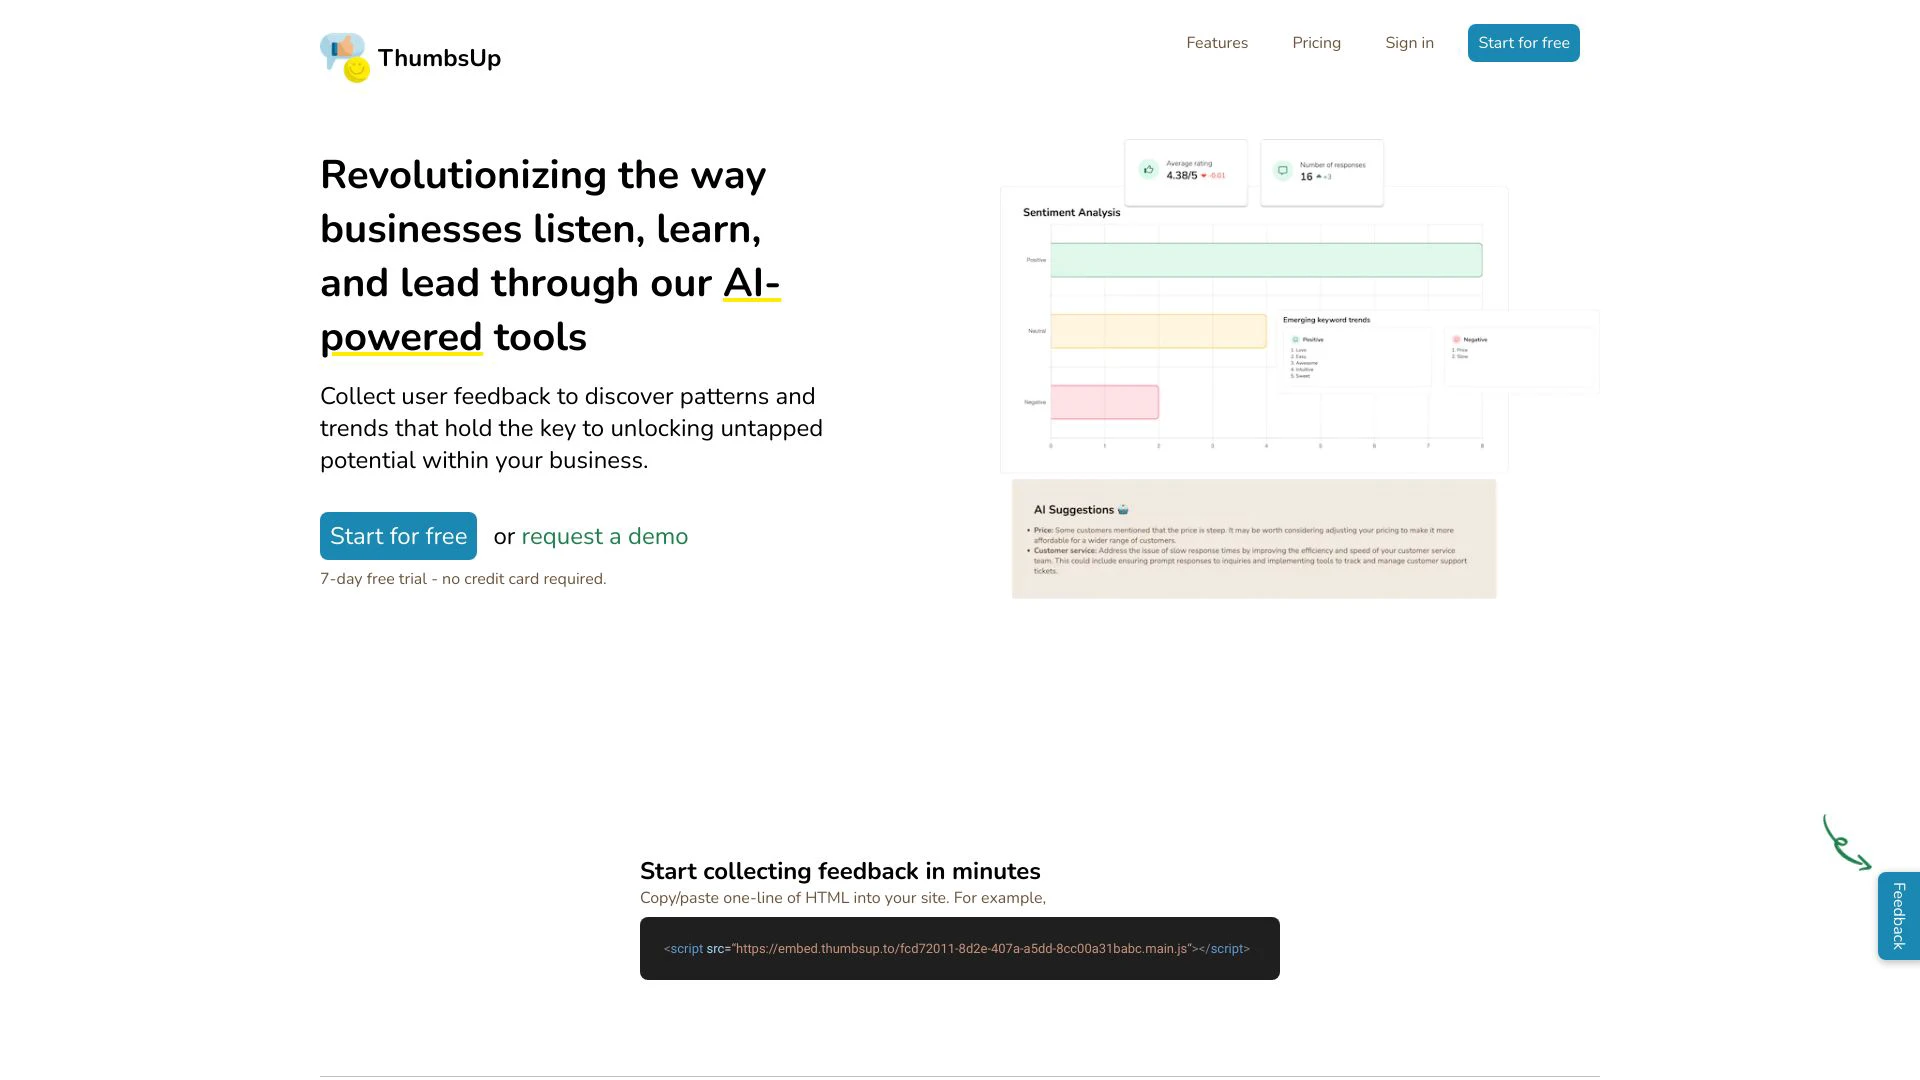 ThumbsUp
Features
Pricing
Sign in
Start for free
Revolutionizing the way
businesses listen, learn,
and lead through our AI-
powered tools
Collect user feedback to discover patterns and
trends that hold the key to unlocking untapped
potential within your business.
Start for free or request a demo
7-day free trial - no credit card required.
Average rating
4.38/5 -0.01
Number of responses
16 +3
Sentiment Analysis
Positive
Neutral
Negative
0 1 2 3 4 5 6 7 8
Emerging keyword trends
Positive
1. Love
2. Easy
3. Awesome
4. Intuitive
5. Sweet
Negative
1. Price
2. Slow
AI Suggestions
• Price: Some customers mentioned that the price is steep. It may be worth considering adjusting your pricing to make it more
affordable for a wider range of customers.
• Customer service: Address the issue of slow response times by improving the efficiency and speed of your customer service
team. This could include ensuring prompt responses to inquiries and implementing tools to track and manage customer support
tickets.
Start collecting feedback in minutes
Copy/paste one-line of HTML into your site. For example,
<script src=“https://embed.thumbsup.to/fcd72011-8d2e-407a-a5dd-8cc00a31babc.main.js”></script>
Feedback